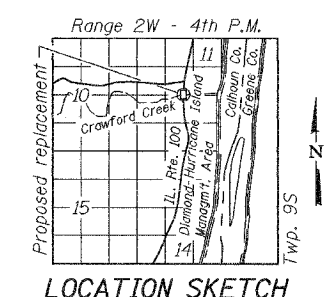 Range 2W - 4th P.M.
Proposed replacement
11
10
Crawford Creek
IL. Rte. 100
Diamond-Hurricane Island
Managm't. Area
Calhoun Co.
Greene Co.
15
14
Twp. 9S
N
LOCATION SKETCH